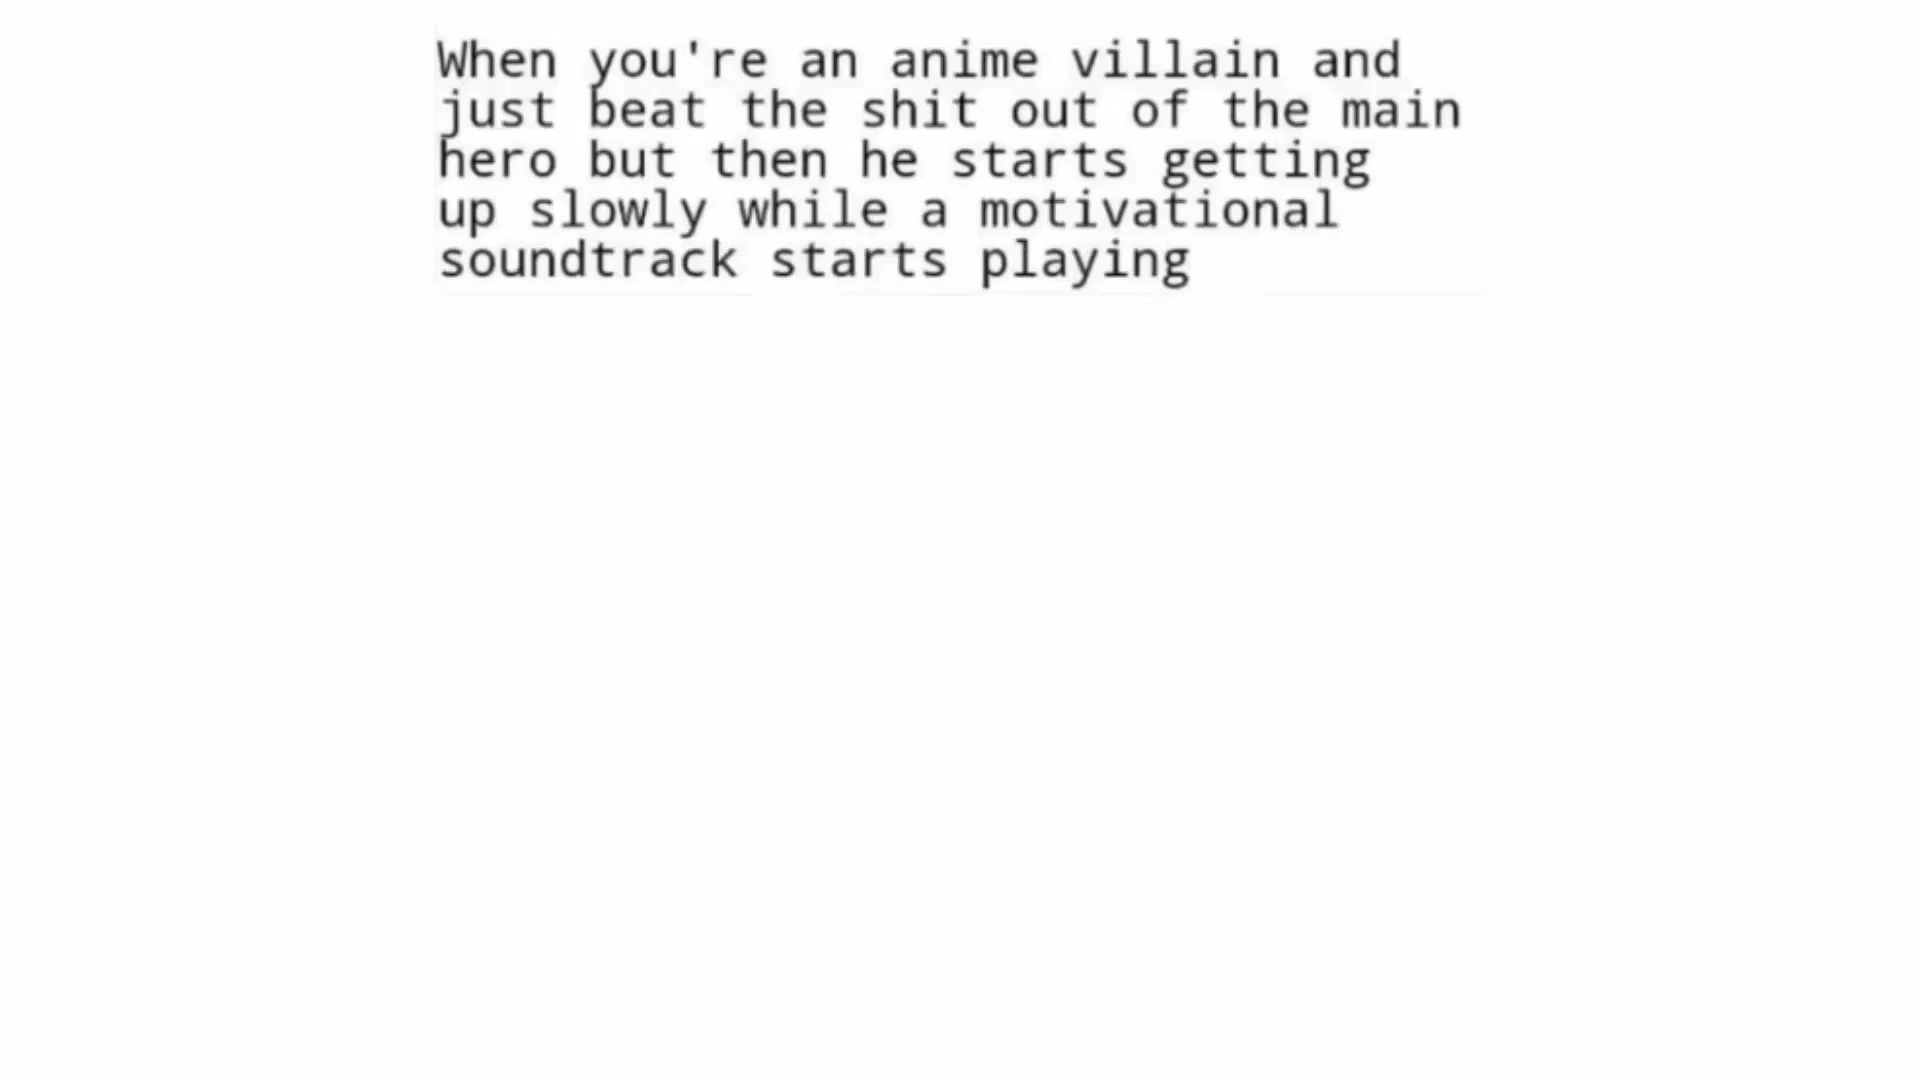 When you're an anime villain and
just beat the shit out of the main
hero but then he starts getting
up slowly while a motivational
soundtrack starts playing